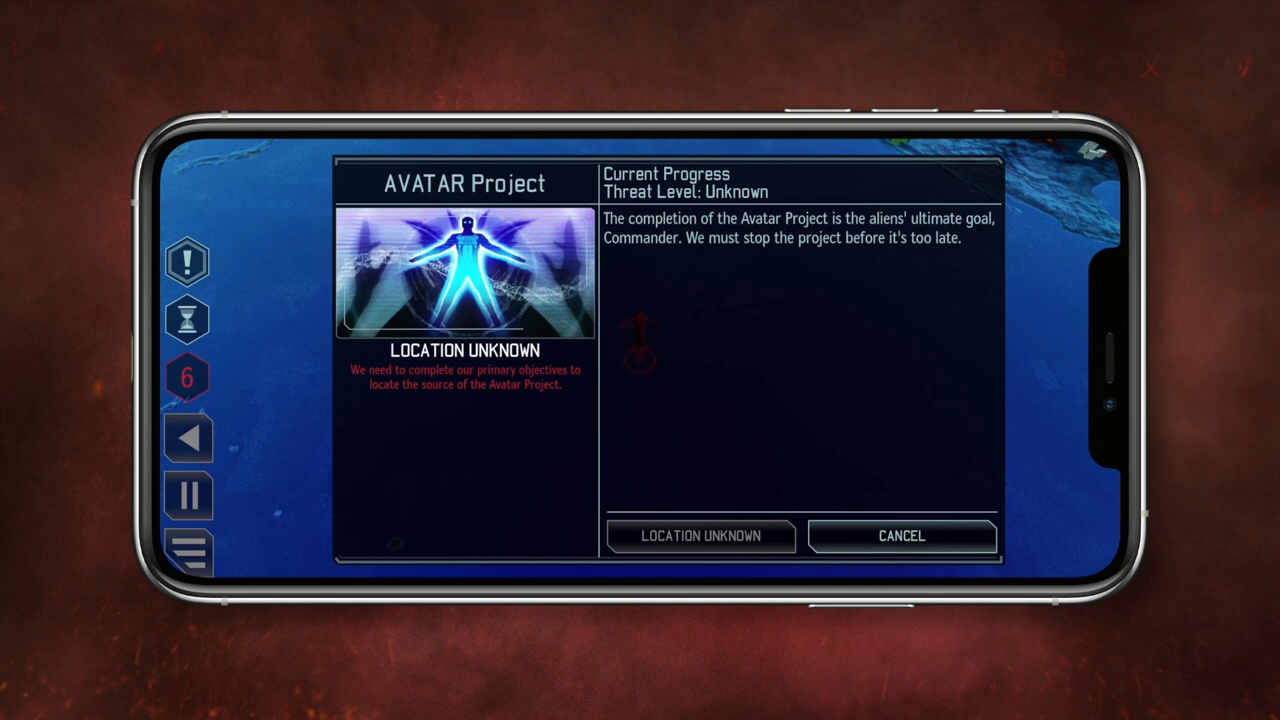 AVATAR Project
Current Progress
Threat Level: Unknown
The completion of the Avatar Project is the aliens' ultimate goal,
Commander. We must stop the project before it's too late.
!
6
LOCATION UNKNOWN
We need to complete our primary objectives to
locate the source of the Avatar Project.
LOCATION UNKNOWN
CANCEL